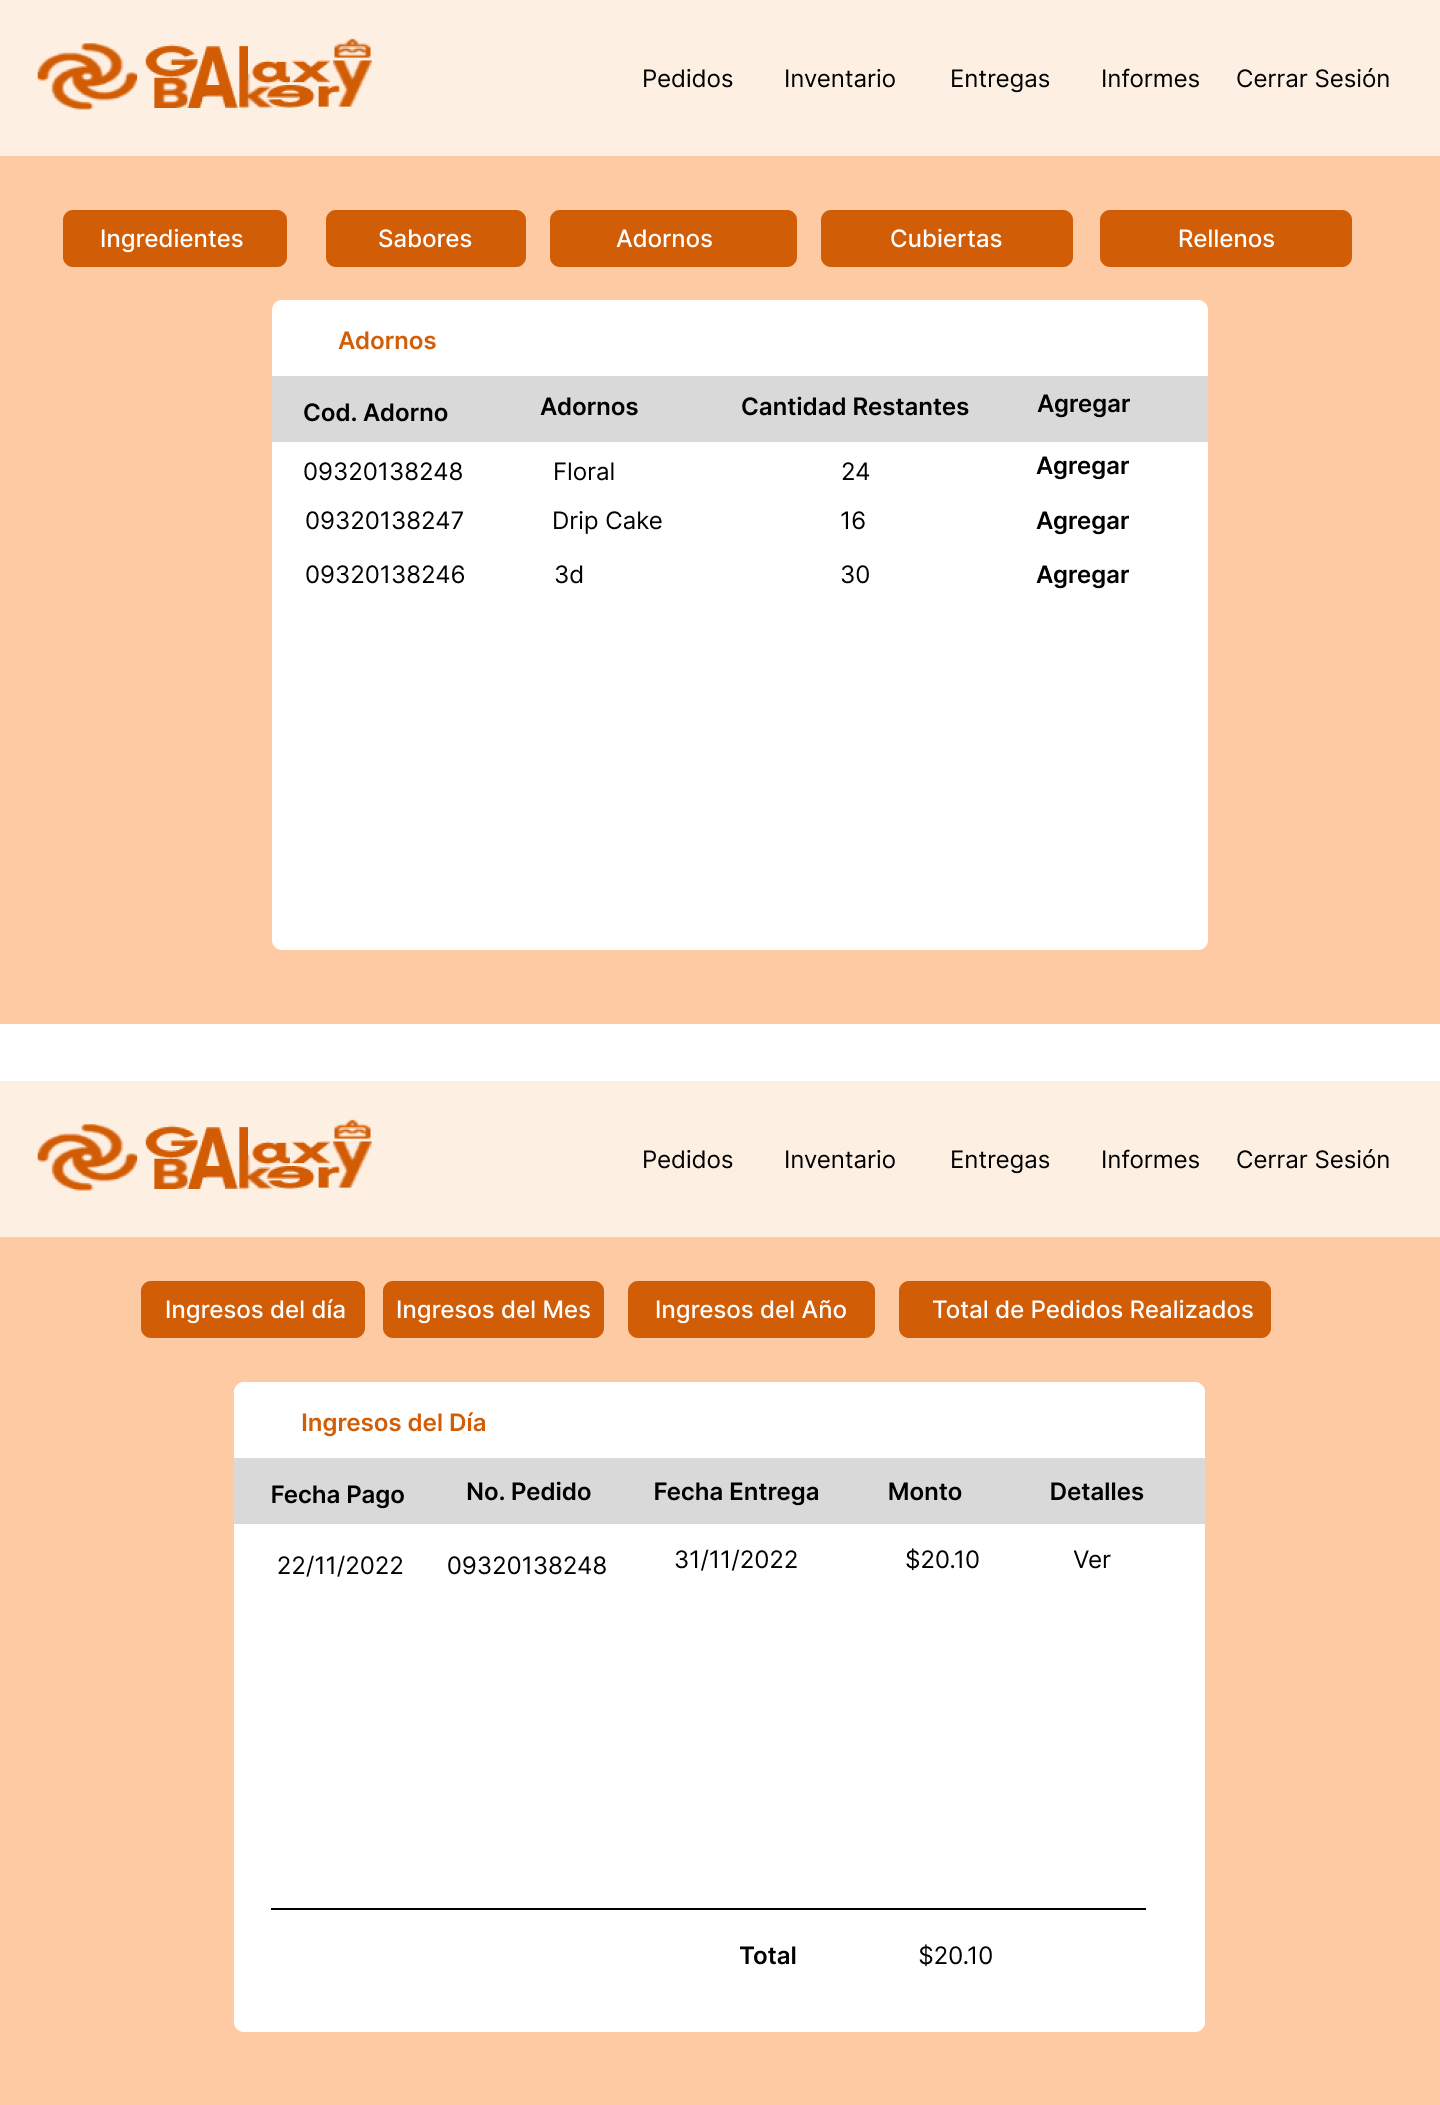 GAlaxy
BAkery
Pedidos Inventario Entregas Informes Cerrar Sesión
Ingredientes Sabores Adornos Cubiertas Rellenos
Adornos
Cod. Adorno Adornos Cantidad Restantes Agregar
09320138248 Floral 24 Agregar
09320138247 Drip Cake 16 Agregar
09320138246 3d 30 Agregar
GAlaxy
BAkery
Pedidos Inventario Entregas Informes Cerrar Sesión
Ingresos del día Ingresos del Mes Ingresos del Año Total de Pedidos Realizados
Ingresos del Día
Fecha Pago No. Pedido Fecha Entrega Monto Detalles
22/11/2022 09320138248 31/11/2022 $20.10 Ver
Total $20.10